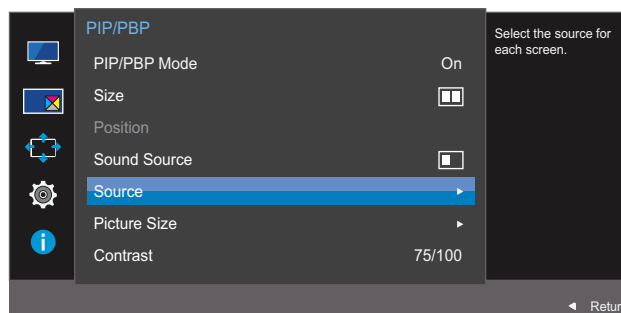 PIP/PBP
PIP/PBP Mode On
Size
Position
Sound Source
Source
Picture Size
Contrast 75/100
Select the source for
each screen.
Retur